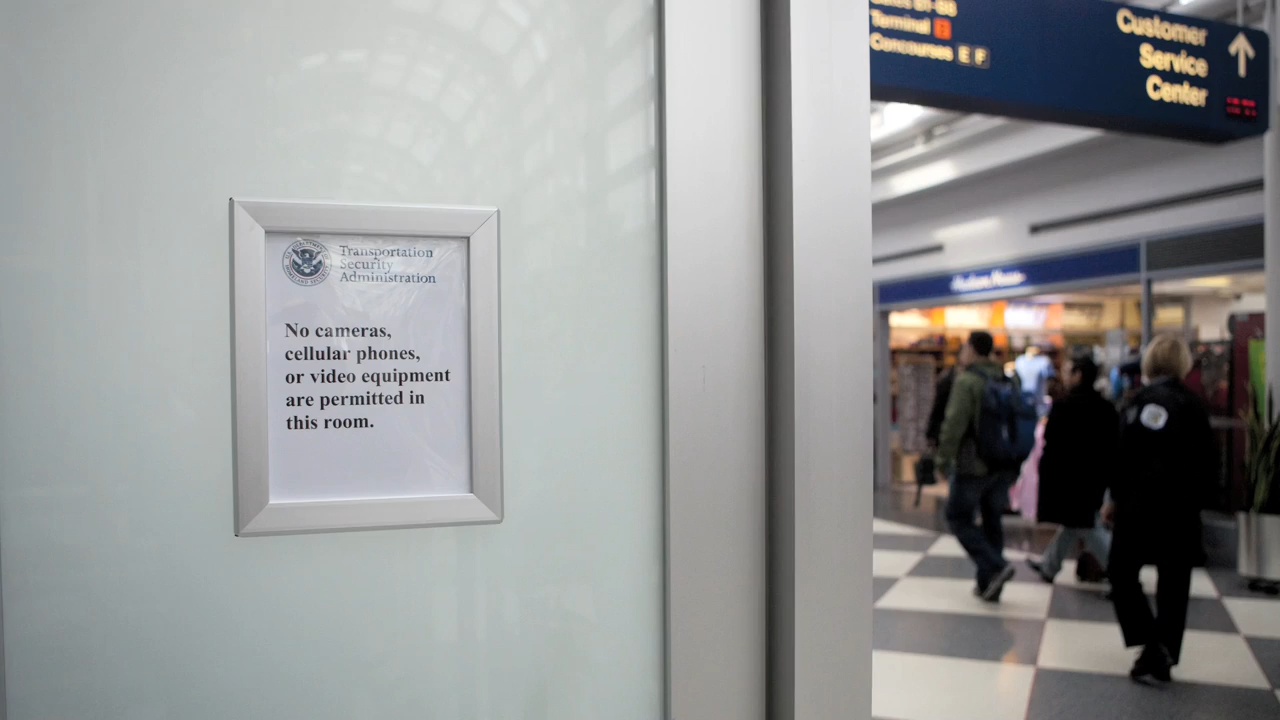 Transportation
Security
Administration
No cameras,
cellular phones,
or video equipment
are permitted in
this room.
Terminal 2
Concourses E F
Customer
Service
Center